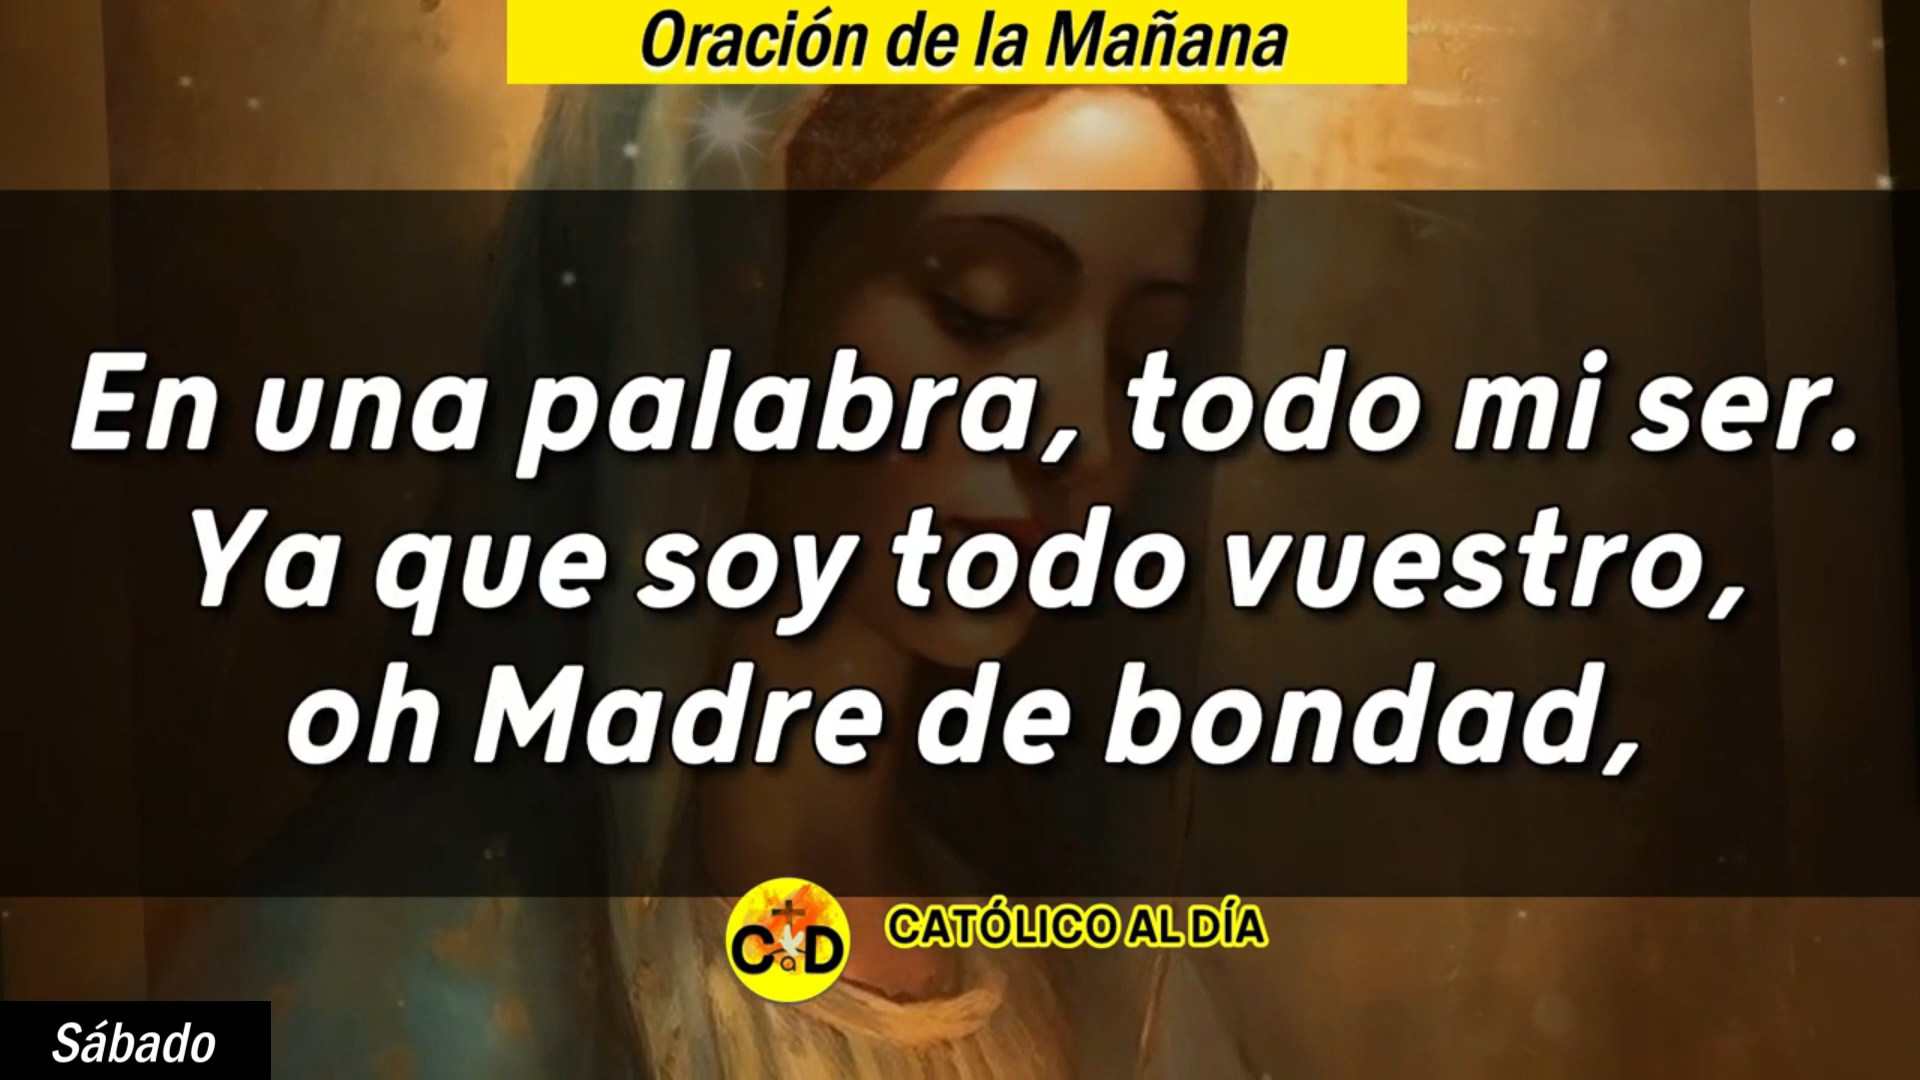 Oración de la Mañana
En una palabra, todo mi ser.
Ya que soy todo vuestro,
oh Madre de bondad,
CaD
CATÓLICO AL DÍA
Sábado